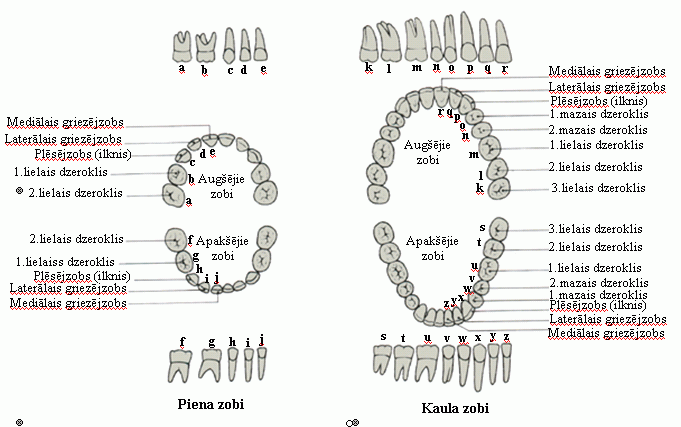 a b c d e
k l m n o p q r
Mediālais griezējzobs
Laterālais griezējzobs
Plēsējzobs (ilknis)
1.lielais dzeroklis
2.lielais dzeroklis
e
d
c
b
a
Augšējie
zobi
Mediālais griezējzobs
Laterālais griezējzobs
Plēsējzobs (ilknis)
1.mazais dzeroklis
2.mazais dzeroklis
1.lielais dzeroklis
2.lielais dzeroklis
3.lielais dzeroklis
r
q
p
o
n
m
l
k
Augšējie
zobi
2.lielais dzeroklis
1.lielaiss dzeroklis
Plēsējzobs (ilknis)
Laterālais griezējzobs
Mediālais griezējzobs
f
g
h
i
j
Apakšējie
zobi
3.lielais dzeroklis
2.lielais dzeroklis
1.lielais dzeroklis
2.mazais dzeroklis
1.mazais dzeroklis
Plēsējzobs (ilknis)
Laterālais griezējzobs
Mediālais griezējzobs
s
t
u
v
w
x
y
z
Apakšējie
zobi
f g h i j
s t u v w x y z
Piena zobi
Kaula zobi